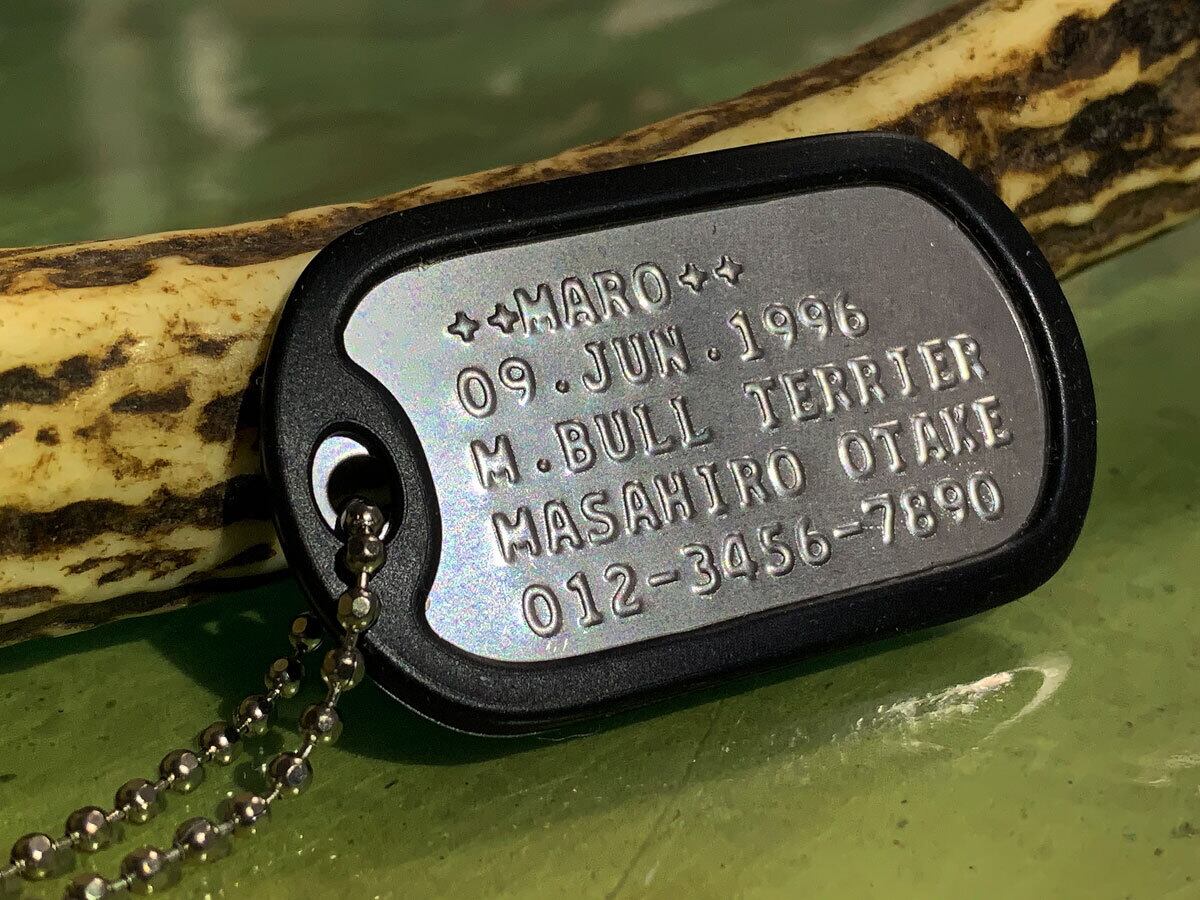 ✧✧MARO✧✧
09.JUN.1996
M.BULL TERRIER
MASAHIRO OTAKE
012-3456-7890